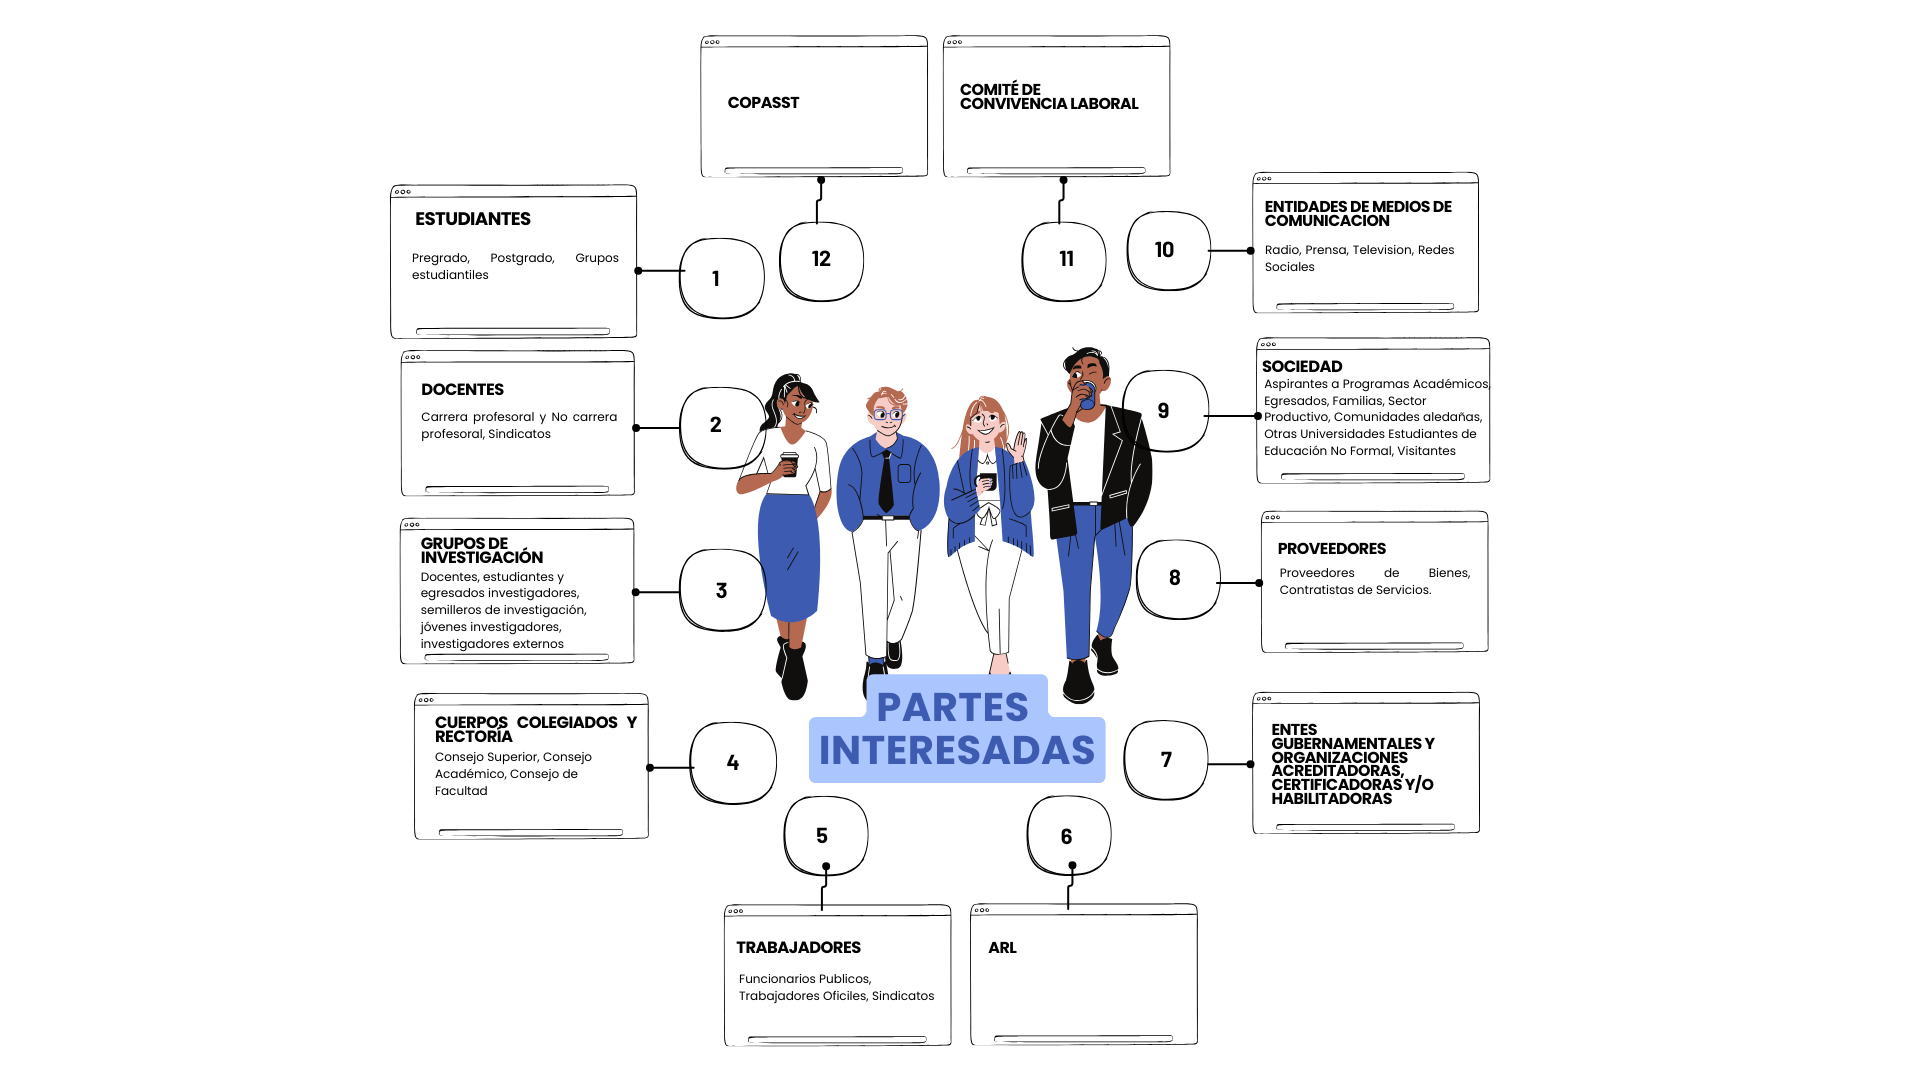 COPASST
COMITÉ DE
CONVIVENCIA LABORAL
ESTUDIANTES
Pregrado, Postgrado, Grupos
estudiantiles
1
12
11
10
ENTIDADES DE MEDIOS DE
COMUNICACION
Radio, Prensa, Television, Redes
Sociales
DOCENTES
Carrera profesoral y No carrera
profesoral, Sindicatos
2
9
SOCIEDAD
Aspirantes a Programas Académicos,
Egresados, Familias, Sector
Productivo, Comunidades aledañas,
Otras Universidades Estudiantes de
Educación No Formal, Visitantes
GRUPOS DE
INVESTIGACIÓN
Docentes, estudiantes y
egresados investigadores,
semilleros de investigación,
jóvenes investigadores,
investigadores externos
3
8
PROVEEDORES
Proveedores de Bienes,
Contratistas de Servicios.
CUERPOS COLEGIADOS Y
RECTORÍA
Consejo Superior, Consejo
Académico, Consejo de
Facultad
4
PARTES
INTERESADAS
7
ENTES
GUBERNAMENTALES Y
ORGANIZACIONES
ACREDITADORAS,
CERTIFICADORAS Y/O
HABILITADORAS
5
6
TRABAJADORES
Funcionarios Publicos,
Trabajadores Oficiles, Sindicatos
ARL